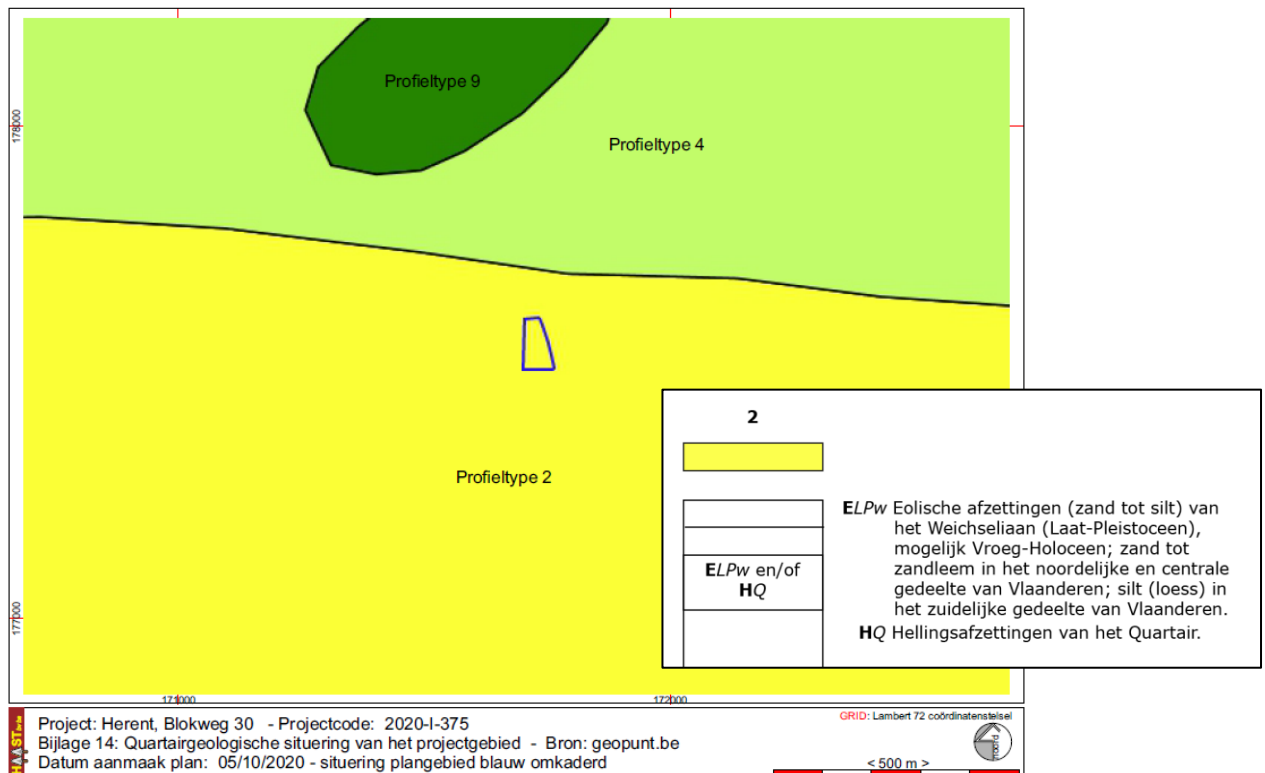 Profieltype 9
Profieltype 4
178000
Profieltype 2
177000
171000
172000
2
ELPw en/of
HQ
ELPw Eolische afzettingen (zand tot silt) van
het Weichseliaan (Laat-Pleistoceen),
mogelijk Vroeg-Holoceen; zand tot
zandleem in het noordelijke en centrale
gedeelte van Vlaanderen; silt (loess) in
het zuidelijke gedeelte van Vlaanderen.
HQ Hellingsafzettingen van het Quartair.
GRID: Lambert 72 coördinatenstelsel
Project: Herent, Blokweg 30 - Projectcode: 2020-I-375
Bijlage 14: Quartairgeologische situering van het projectgebied - Bron: geopunt.be
Datum aanmaak plan: 05/10/2020 - situering plangebied blauw omkaderd
HAAST
noord
< 500 m >